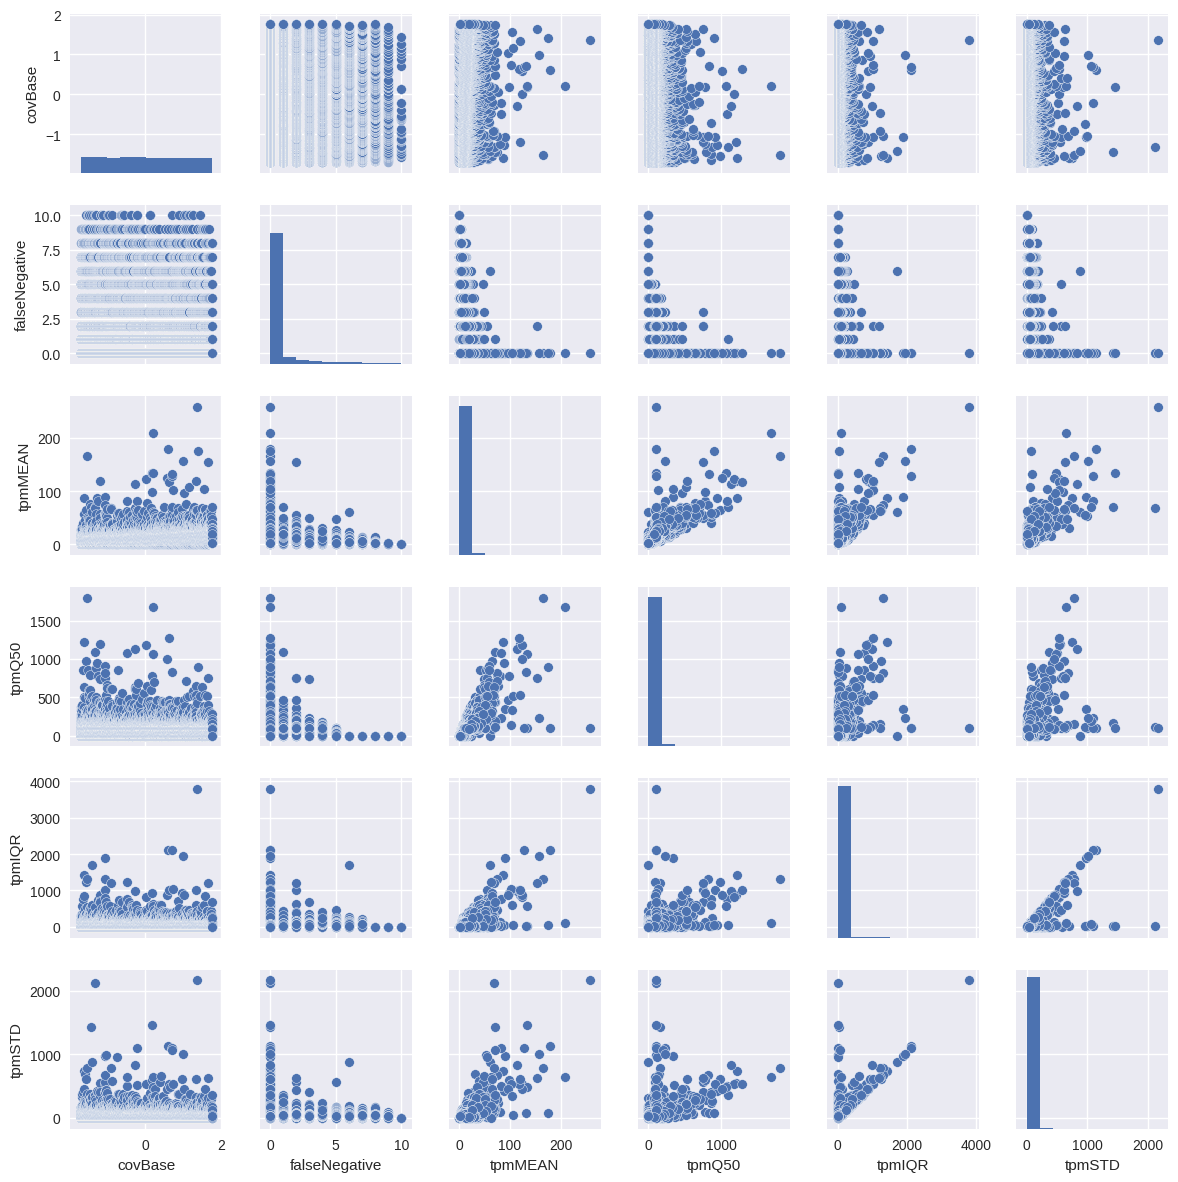 2
1
0
−1
covBase
10.0
7.5
5.0
2.5
0.0
falseNegative
200
100
0
tpmMEAN
1500
1000
500
0
tpmQ50
4000
3000
2000
1000
0
tpmIQR
2000
1000
0
tpmSTD
0 2
0 5 10
0 100 200
0 1000
0 2000 4000
0 1000 2000
covBase falseNegative tpmMEAN tpmQ50 tpmIQR tpmSTD